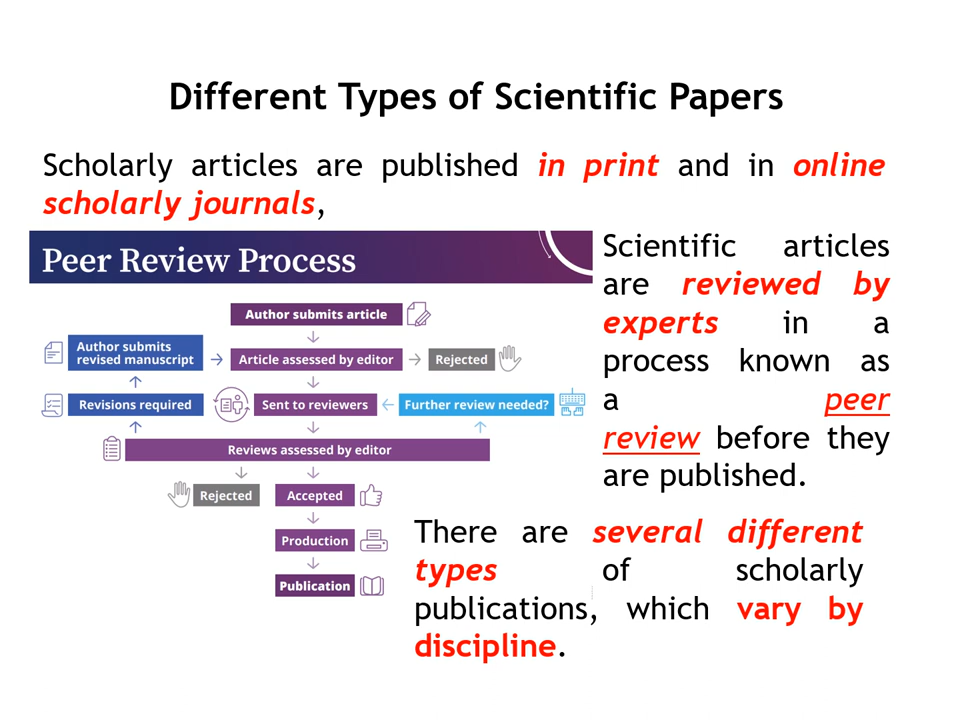 Different Types of Scientific Papers
Scholarly articles are published in print and in online
scholarly journals,
Peer Review Process
Author submits article
Author submits
revised manuscript
Article assessed by editor
Rejected
Revisions required
Sent to reviewers
Further review needed?
Reviews assessed by editor
Rejected
Accepted
Production
Publication
Scientific articles
are reviewed by
experts in a
process known as
a peer
review before they
are published.
There are several different
types of scholarly
publications, which vary by
discipline.